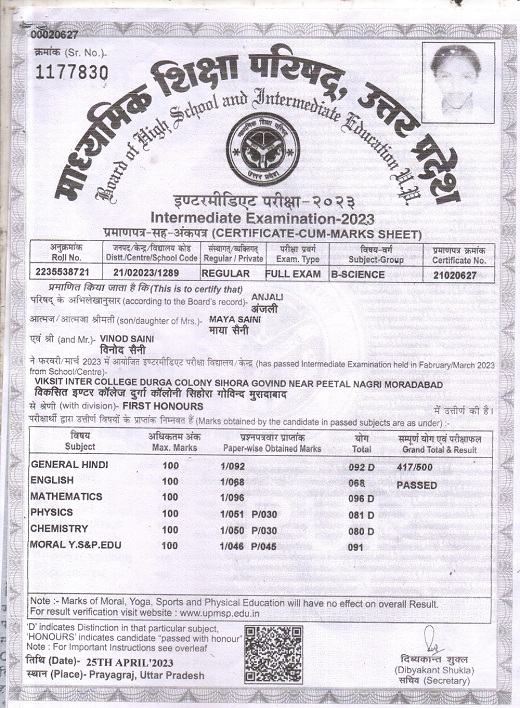 00020627
क्रमांक (Sr. No.)-
1177830
माध्यमिक शिक्षा परिषद्, उत्तर प्रदेश
Board of High School and Intermediate Education U.P.
इण्टरमीडिएट परीक्षा-२०२३
Intermediate Examination-2023
प्रमाणपत्र-सह-अंकपत्र (CERTIFICATE-CUM-MARKS SHEET)
अनुक्रमांक जनपद/केन्द्र/विद्यालय कोड संस्थागत/व्यक्तिगत परीक्षा प्रवर्ग विषय-वर्ग प्रमाणपत्र क्रमांक
Roll No. Distt./Centre/School Code Regular / Private Exam. Type Subject-Group Certificate No.
2235538721 21/02023/1289 REGULAR FULL EXAM B-SCIENCE 21020627
प्रमाणित किया जाता है कि (This is to certify that)
परिषद् के अभिलेखानुसार (according to the Board's record)- ANJALI
अंजली
आत्मज/आत्मजा श्रीमती (son/daughter of Mrs.)- MAYA SAINI
माया सैनी
एवं श्री (and Mr.)- VINOD SAINI
विनोद सैनी
ने फरवरी/मार्च 2023 में आयोजित इण्टरमीडिएट परीक्षा विद्यालय/केन्द्र (has passed Intermediate Examination held in Fabruary/March 2023
from School/Centre)-
VIKSIT INTER COLLEGE DURGA COLONY SIHORA GOVIND NEAR PEETAL NAGRI MORADABAD
विकसित इण्टर कॉलेज दुर्गा कॉलोनी सिहोरा गोविन्द मुरादाबाद
से श्रेणी (with division)- FIRST HONOURS में उत्तीर्ण की है।
परीक्षार्थी द्वारा उत्तीर्ण विषयों के प्राप्तांक निम्नवत हैं (Marks obtained by the candidate in passed subjects are as under) :-
विषय अधिकतम अंक प्रश्नपत्रवार प्राप्तांक योग सम्पूर्ण योग एवं परीक्षाफल
Subject Max. Marks Paper-wise Obtained Marks Total Grand Total & Result
GENERAL HINDI 100 1/092 092 D 417/500
ENGLISH 100 1/068 068 PASSED
MATHEMATICS 100 1/096 096 D
PHYSICS 100 1/051 P/030 081 D
CHEMISTRY 100 1/050 P/030 080 D
MORAL Y.S&P.EDU 100 1/046 P/045 091
Note :- Marks of Moral, Yoga, Sports and Physical Education will have no effect on overall Result.
For result verification visit website : www.upmsp.edu.in
'D' indicates Distinction in that particular subject,
'HONOURS' indicates candidate "passed with honour"
Note : For Important Instructions see overleaf
तिथि (Date)- 25TH APRIL'2023
स्थान (Place)- Prayagraj, Uttar Pradesh
दिब्यकान्त शुक्ल
(Dibyakant Shukla)
सचिव (Secretary)